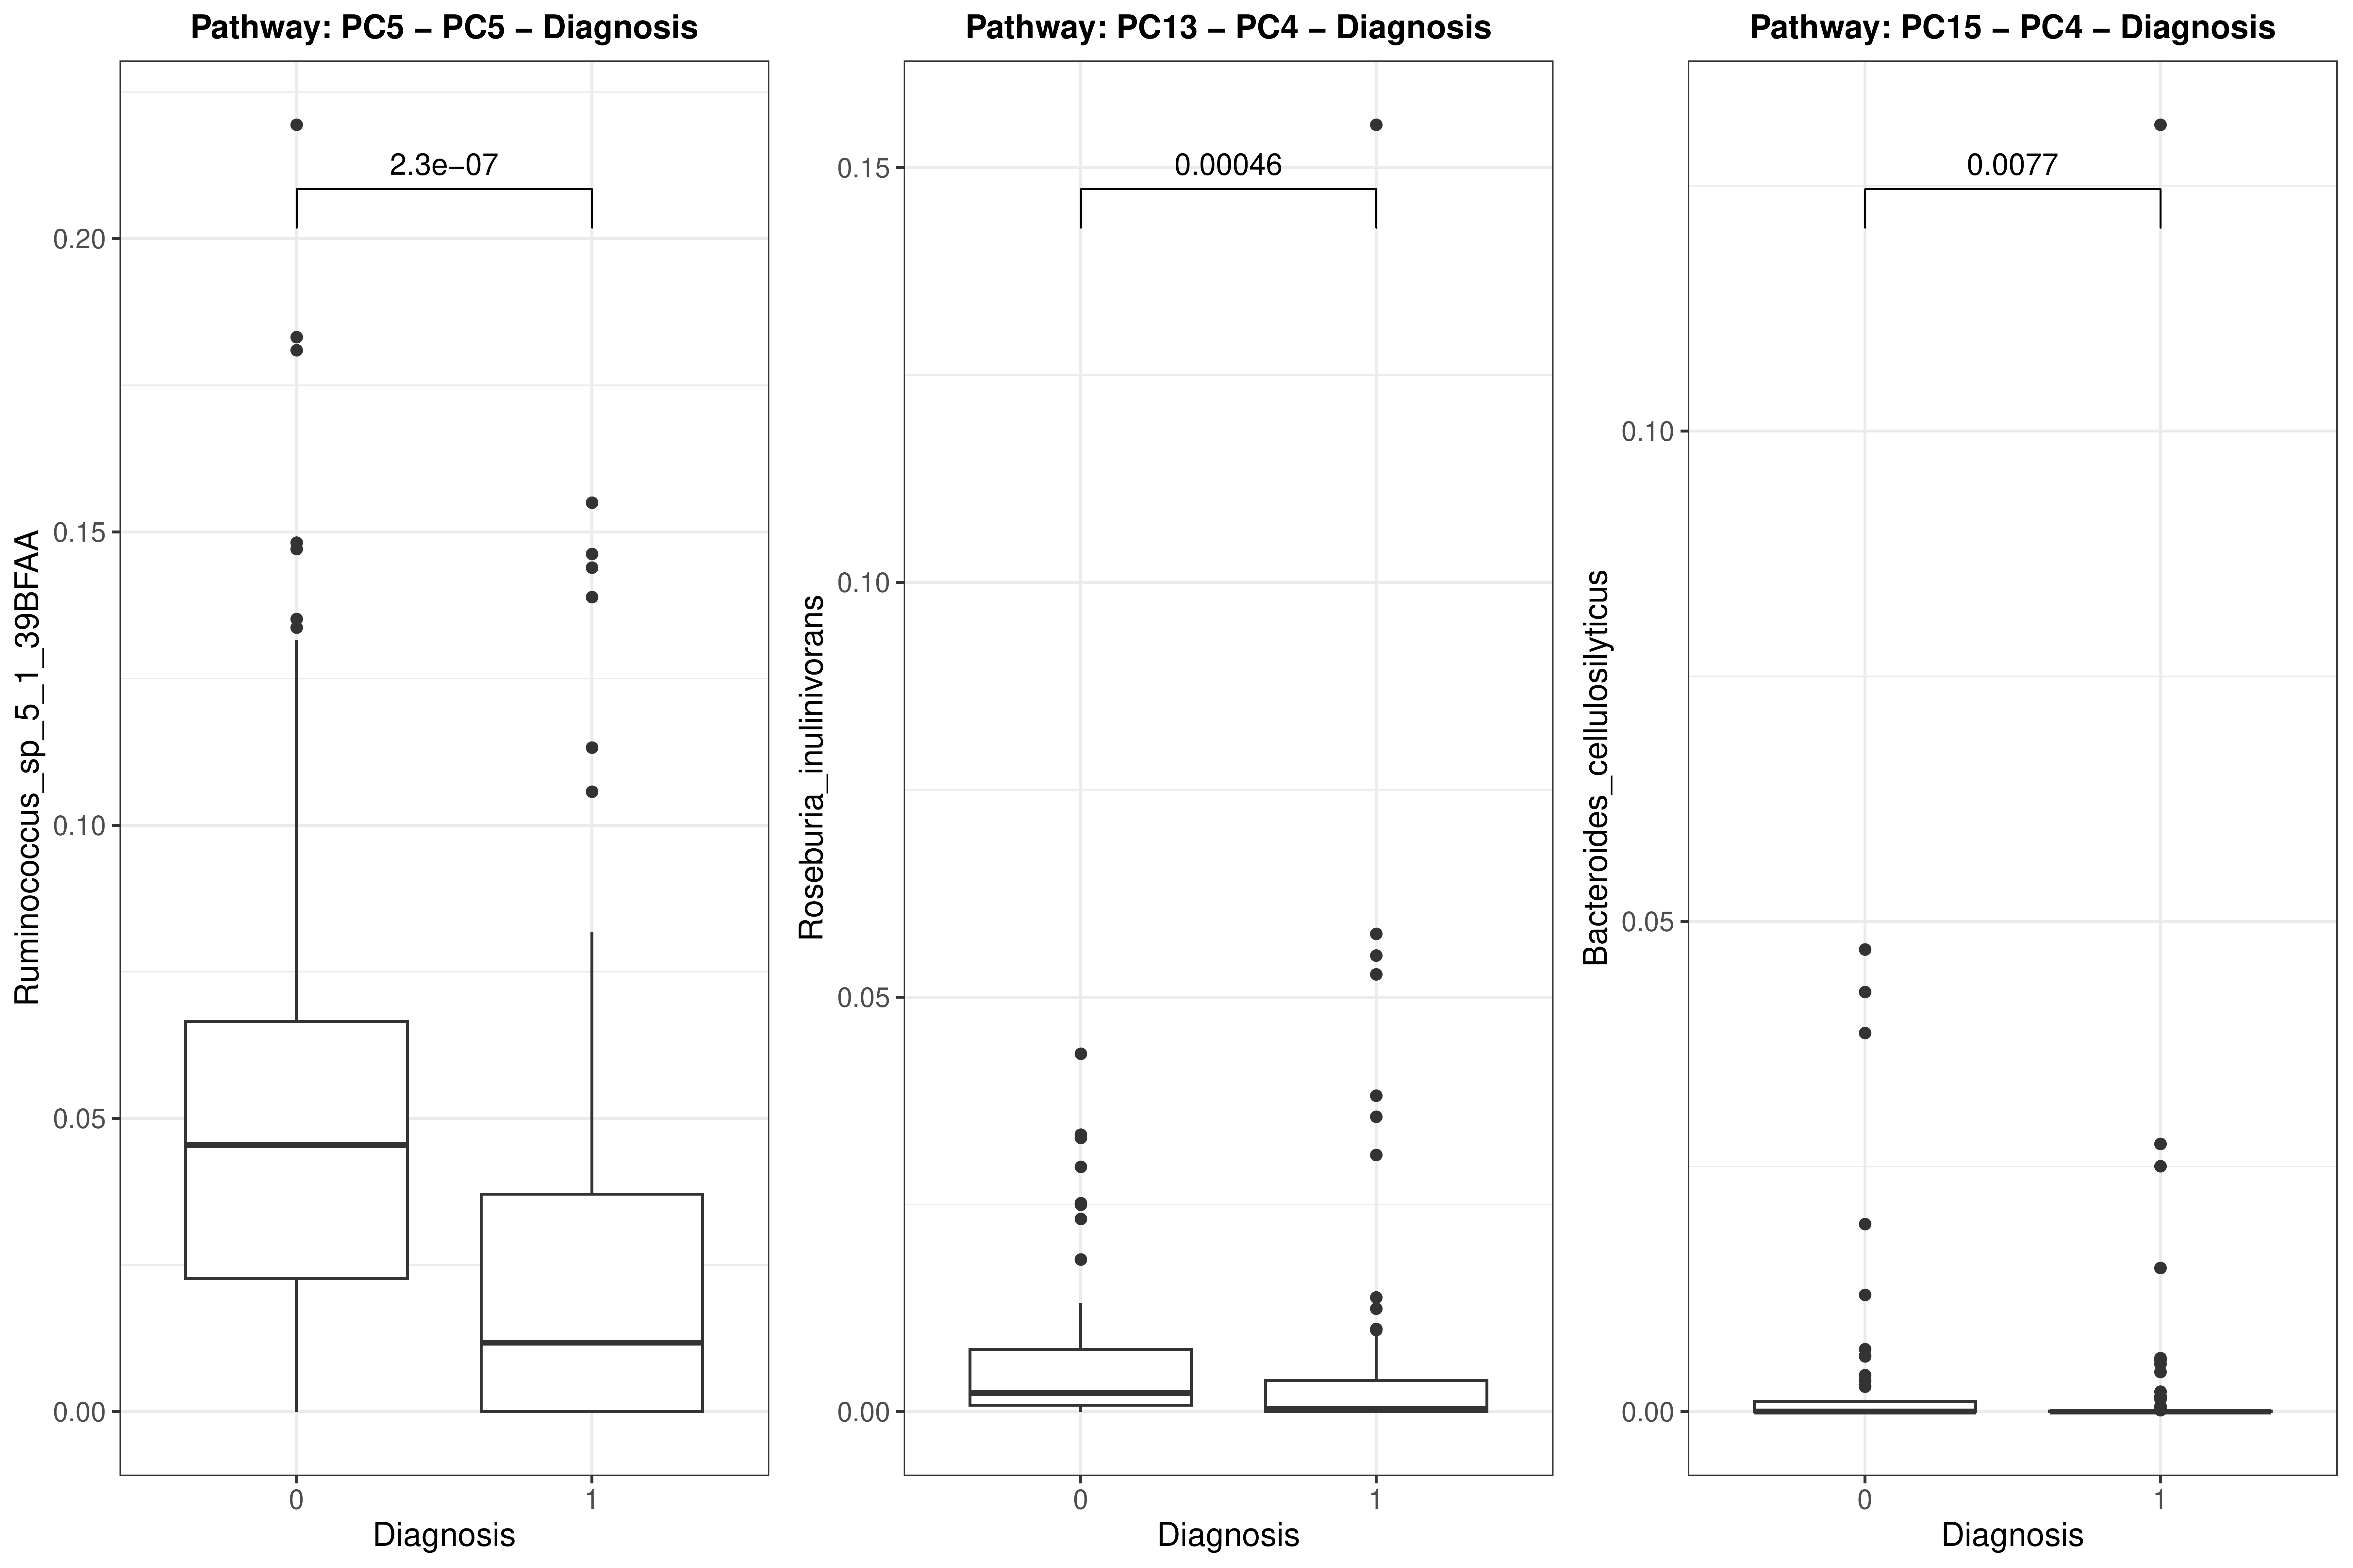 Pathway: PC5 – PC5 – Diagnosis
2.3e−07
0.20
0.15
0.10
0.05
0.00
Ruminococcus_sp_5_1_39BFAA
0 1
Diagnosis
Pathway: PC13 – PC4 – Diagnosis
0.00046
0.15
0.10
0.05
0.00
Roseburia_inulinivorans
0 1
Diagnosis
Pathway: PC15 – PC4 – Diagnosis
0.0077
0.10
0.05
0.00
Bacteroides_cellulosilyticus
0 1
Diagnosis